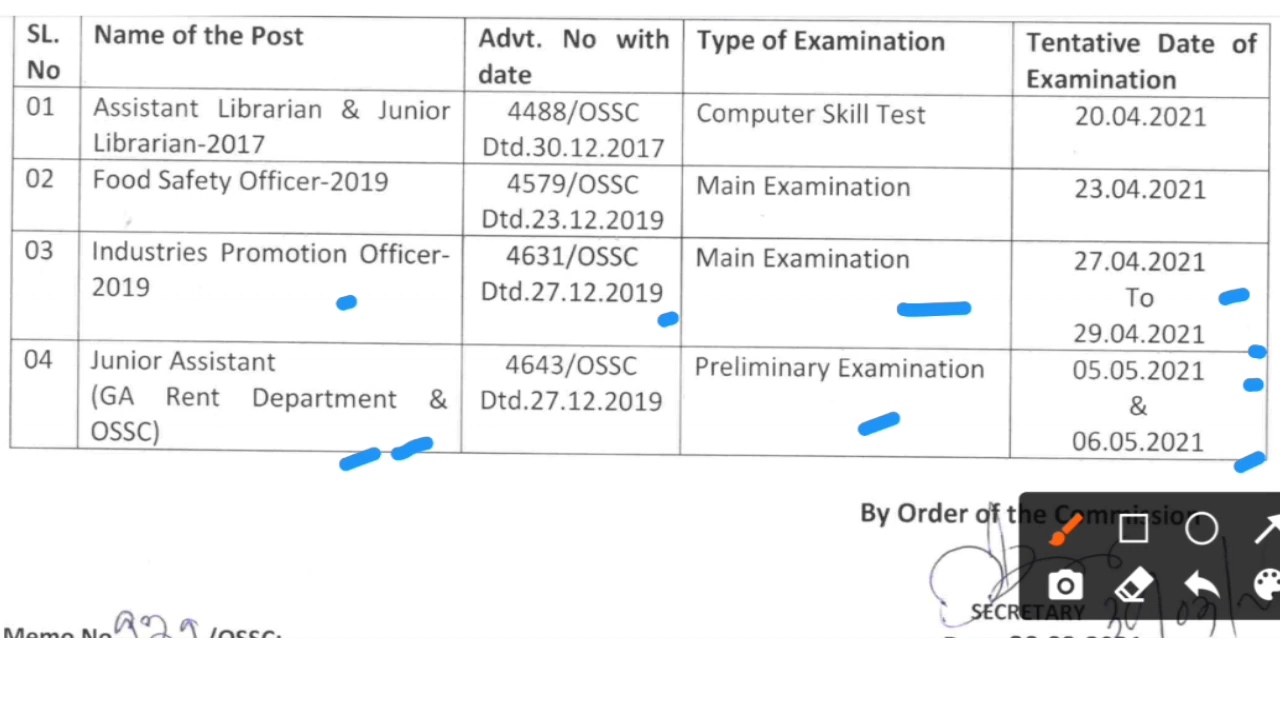 SL. No
Name of the Post
Advt. No with date
Type of Examination
Tentative Date of Examination
01
Assistant Librarian & Junior
Librarian-2017
4488/OSSC
Dtd.30.12.2017
Computer Skill Test
20.04.2021
02
Food Safety Officer-2019
4579/OSSC
Dtd.23.12.2019
Main Examination
23.04.2021
03
Industries Promotion Officer-
2019
4631/OSSC
Dtd.27.12.2019
Main Examination
27.04.2021
To
29.04.2021
04
Junior Assistant
(GA Rent Department &
OSSC)
4643/OSSC
Dtd.27.12.2019
Preliminary Examination
05.05.2021
&
06.05.2021
By Order of the Commission
SECRETARY
30/03/
Memo No /OSSC;